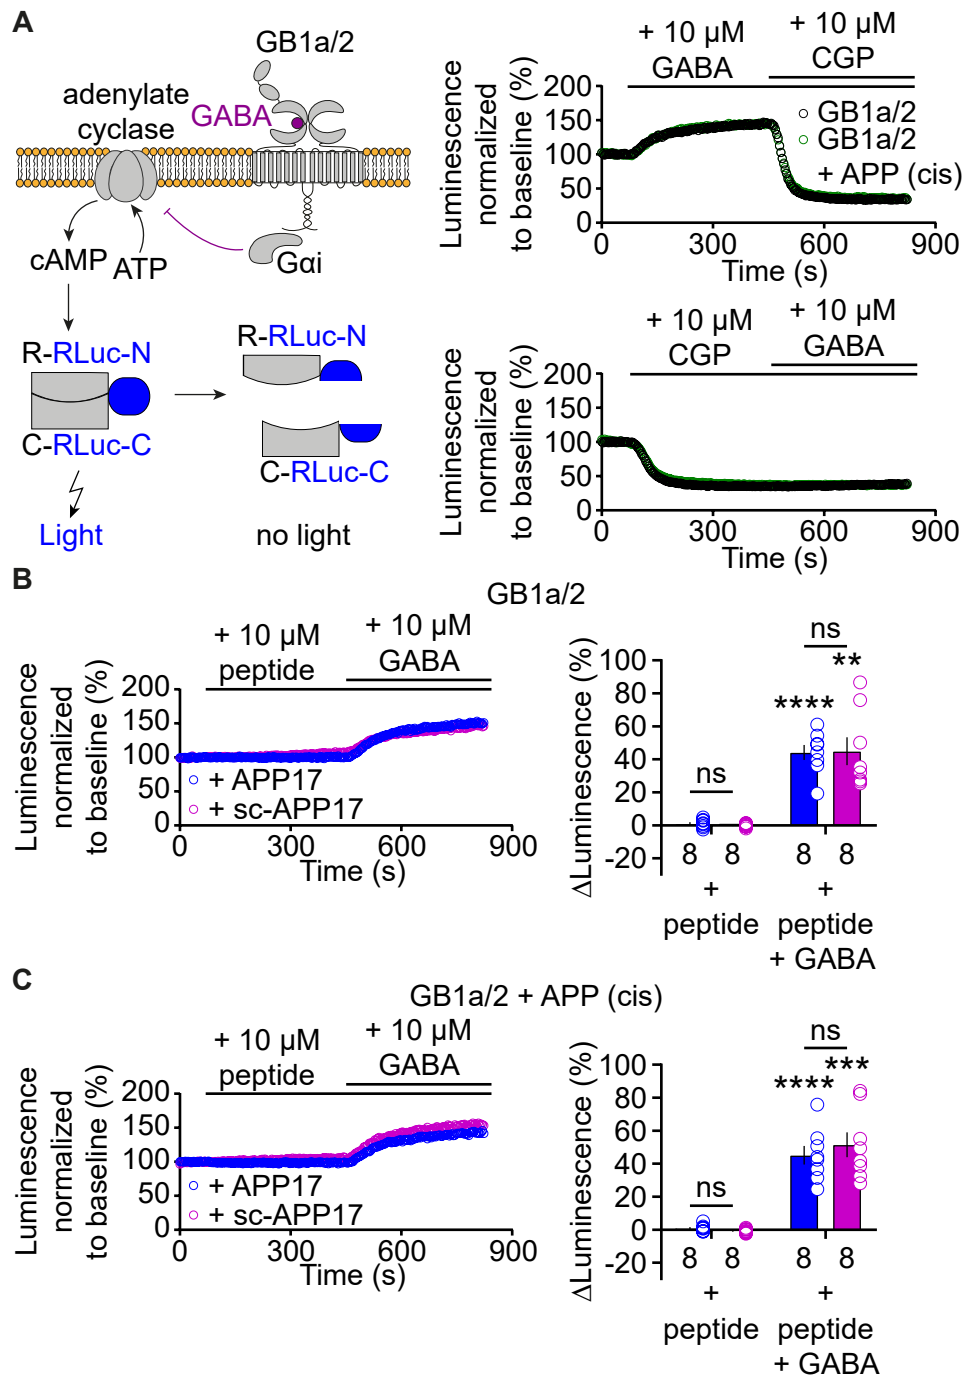 A
GB1a/2
adenylate
cyclase
GABA
cAMP
ATP
Gαi
R-RLuc-N
C-RLuc-C
Light
R-RLuc-N
C-RLuc-C
no light
+ 10 µM
GABA
+ 10 µM
CGP
Luminescence
normalized
to baseline (%)
200
150
100
50
0
GB1a/2
GB1a/2
+ APP (cis)
0
300
600
900
Time (s)
+ 10 µM
CGP
+ 10 µM
GABA
Luminescence
normalized
to baseline (%)
200
150
100
50
0
0
300
600
900
Time (s)
B
GB1a/2
+ 10 µM
peptide
+ 10 µM
GABA
Luminescence
normalized
to baseline (%)
200
150
100
50
0
+ APP17
+ sc-APP17
0
300
600
900
Time (s)
ΔLuminescence (%)
100
80
60
40
20
0
-20
ns
ns
****
**
8
8
8
8
+
peptide
+
peptide
+ GABA
C
GB1a/2 + APP (cis)
+ 10 µM
peptide
+ 10 µM
GABA
Luminescence
normalized
to baseline (%)
200
150
100
50
0
+ APP17
+ sc-APP17
0
300
600
900
Time (s)
ΔLuminescence (%)
100
80
60
40
20
0
-20
ns
ns
****
***
8
8
8
8
+
peptide
+
peptide
+ GABA